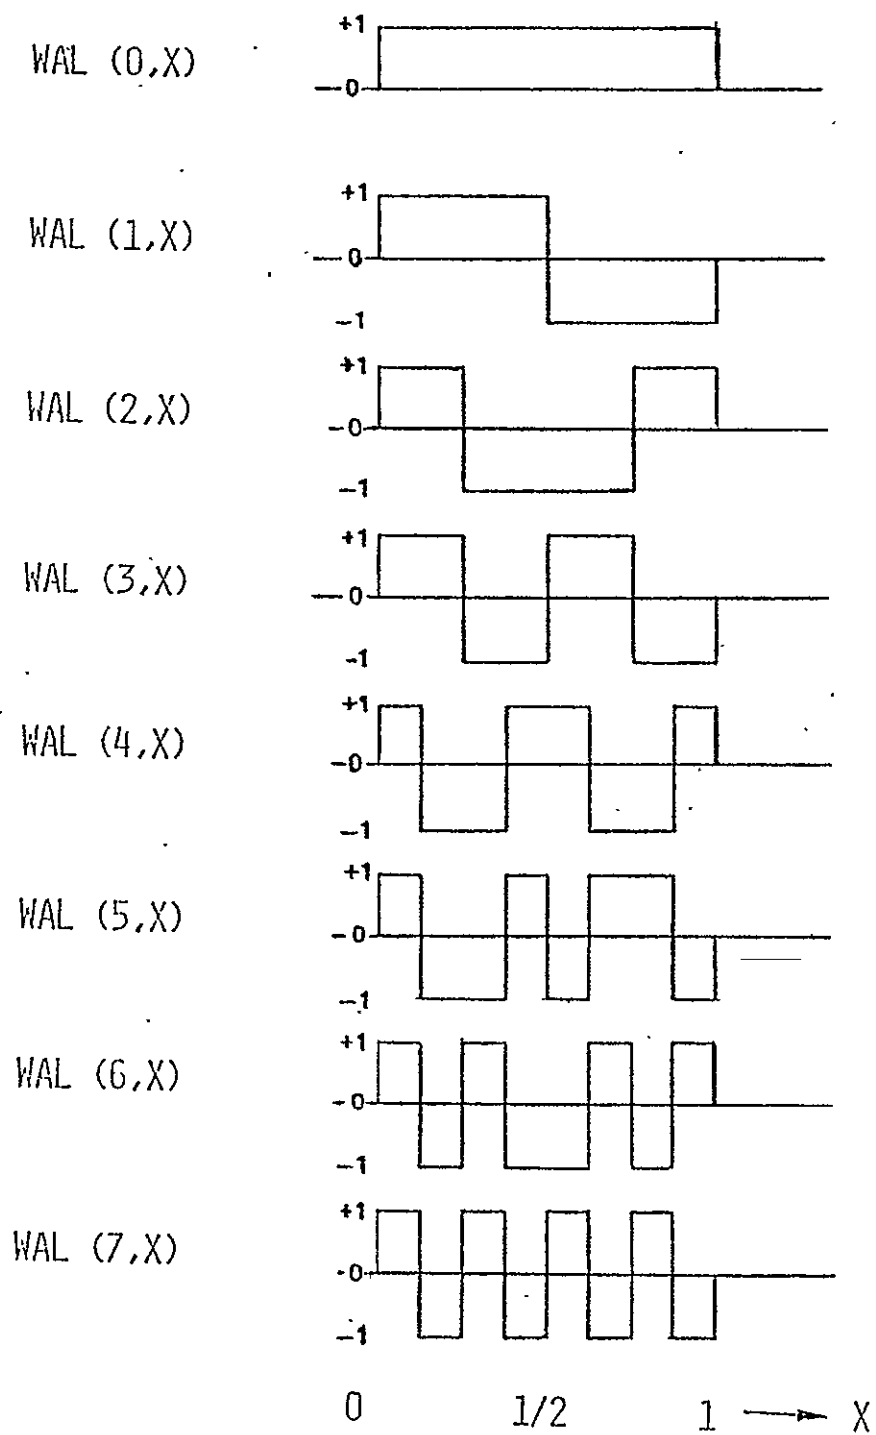 +1
WAL (0,X)
0
+1
WAL (1,X)
0
-1
+1
WAL (2,X)
0
-1
+1
WAL (3,X)
0
-1
+1
WAL (4,X)
0
-1
+1
WAL (5,X)
0
-1
+1
WAL (6,X)
0
-1
+1
WAL (7,X)
0
-1
0 1/2 1 → X